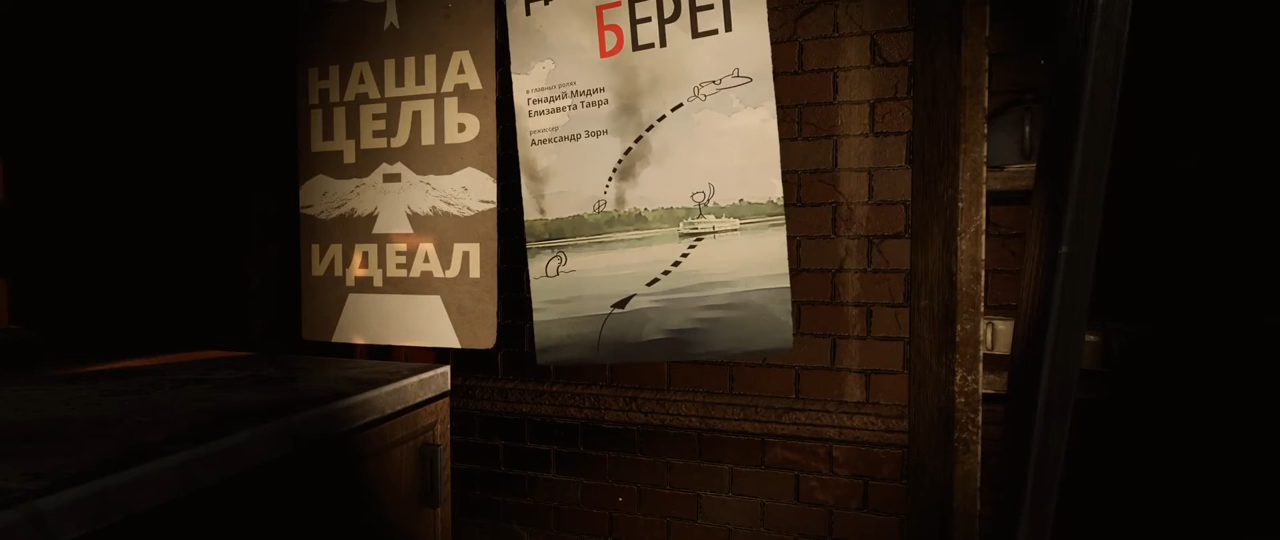 НАША
ЦЕЛЬ
ИДЕАЛ
БЕРЕГ
в главных ролях
Генадий Мидин
Елизавета Тавра
режиссер
Александр Зорн